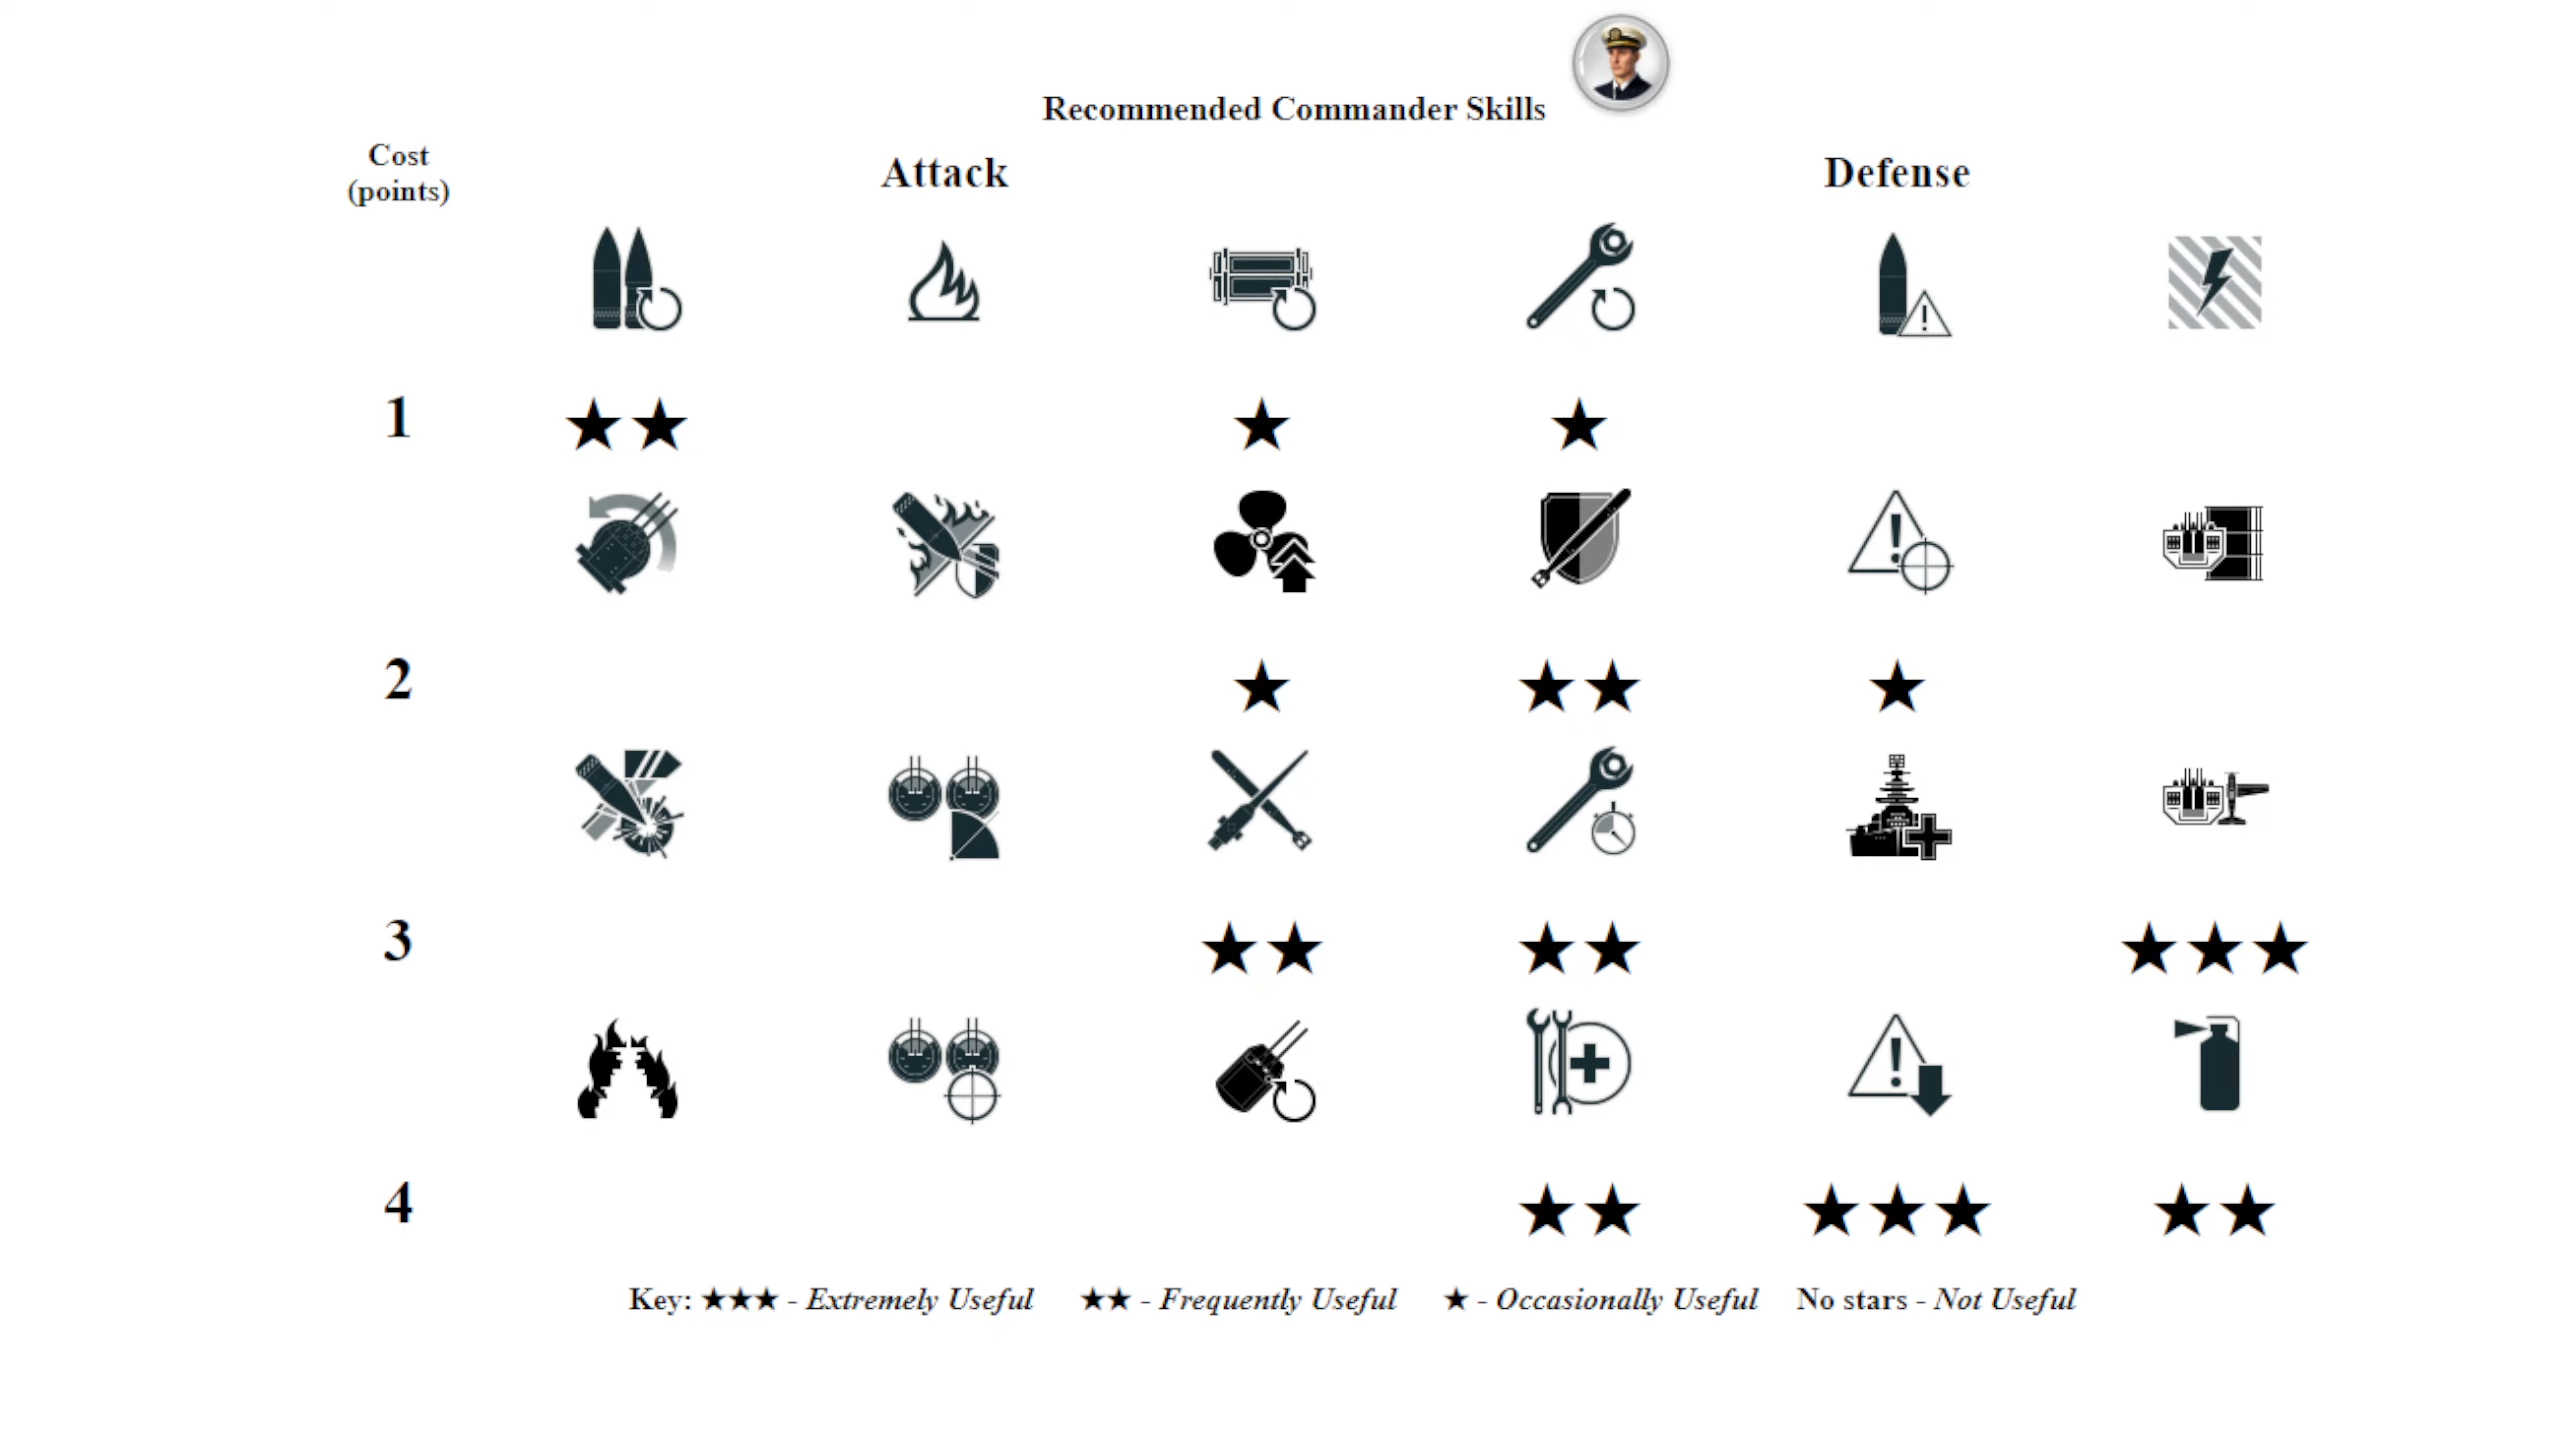 Recommended Commander Skills
Cost
(points)
Attack
Defense
1
★★ ★ ★
2
★ ★★ ★
3
★★ ★★ ★★★
4
★★ ★★★ ★★
Key: ★★★ - Extremely Useful ★★ - Frequently Useful ★ - Occasionally Useful No stars - Not Useful